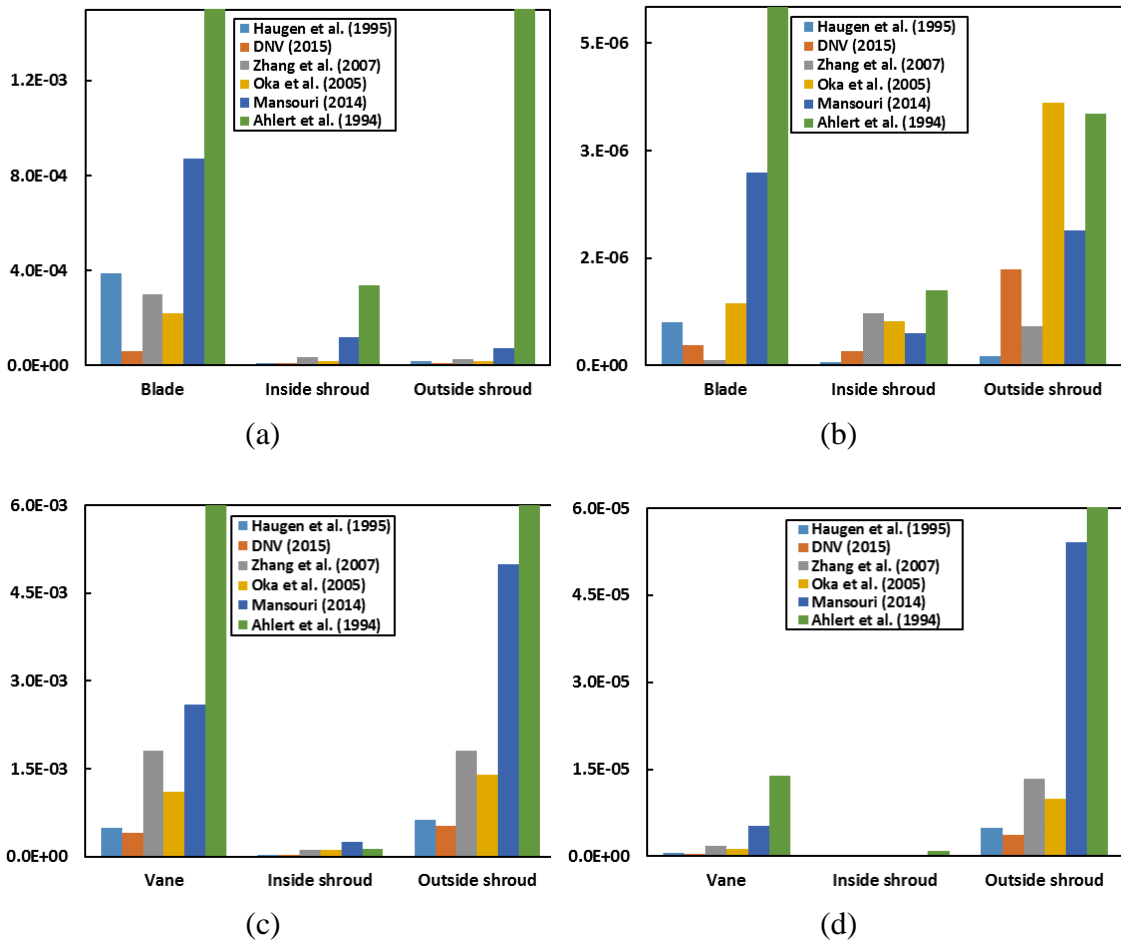 Haugen et al. (1995)
DNV (2015)
Zhang et al. (2007)
Oka et al. (2005)
Mansouri (2014)
Ahlert et al. (1994)
1.2E-03
8.0E-04
4.0E-04
0.0E+00
Blade Inside shroud Outside shroud
(a)
Haugen et al. (1995)
DNV (2015)
Zhang et al. (2007)
Oka et al. (2005)
Mansouri (2014)
Ahlert et al. (1994)
5.E-06
3.E-06
2.E-06
0.E+00
Blade Inside shroud Outside shroud
(b)
6.0E-03
Haugen et al. (1995)
DNV (2015)
Zhang et al. (2007)
Oka et al. (2005)
Mansouri (2014)
Ahlert et al. (1994)
4.5E-03
3.0E-03
1.5E-03
0.0E+00
Vane Inside shroud Outside shroud
(c)
6.0E-05
Haugen et al. (1995)
DNV (2015)
Zhang et al. (2007)
Oka et al. (2005)
Mansouri (2014)
Ahlert et al. (1994)
4.5E-05
3.0E-05
1.5E-05
0.0E+00
Vane Inside shroud Outside shroud
(d)